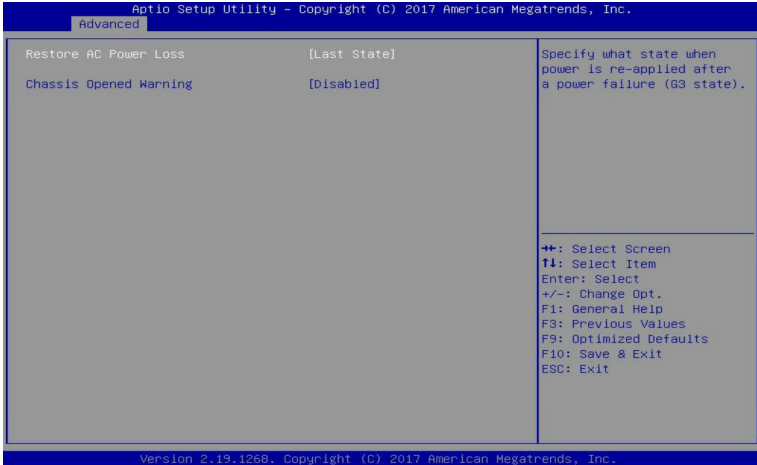 Aptio Setup Utility – Copyright (C) 2017 American Megatrends, Inc.
Advanced
Restore AC Power Loss [Last State]
Chassis Opened Warning [Disabled]
Specify what state when
power is re-applied after
a power failure (G3 state).
→←: Select Screen
↑↓: Select Item
Enter: Select
+/-: Change Opt.
F1: General Help
F3: Previous Values
F9: Optimized Defaults
F10: Save & Exit
ESC: Exit
Version 2.19.1268. Copyright (C) 2017 American Megatrends, Inc.